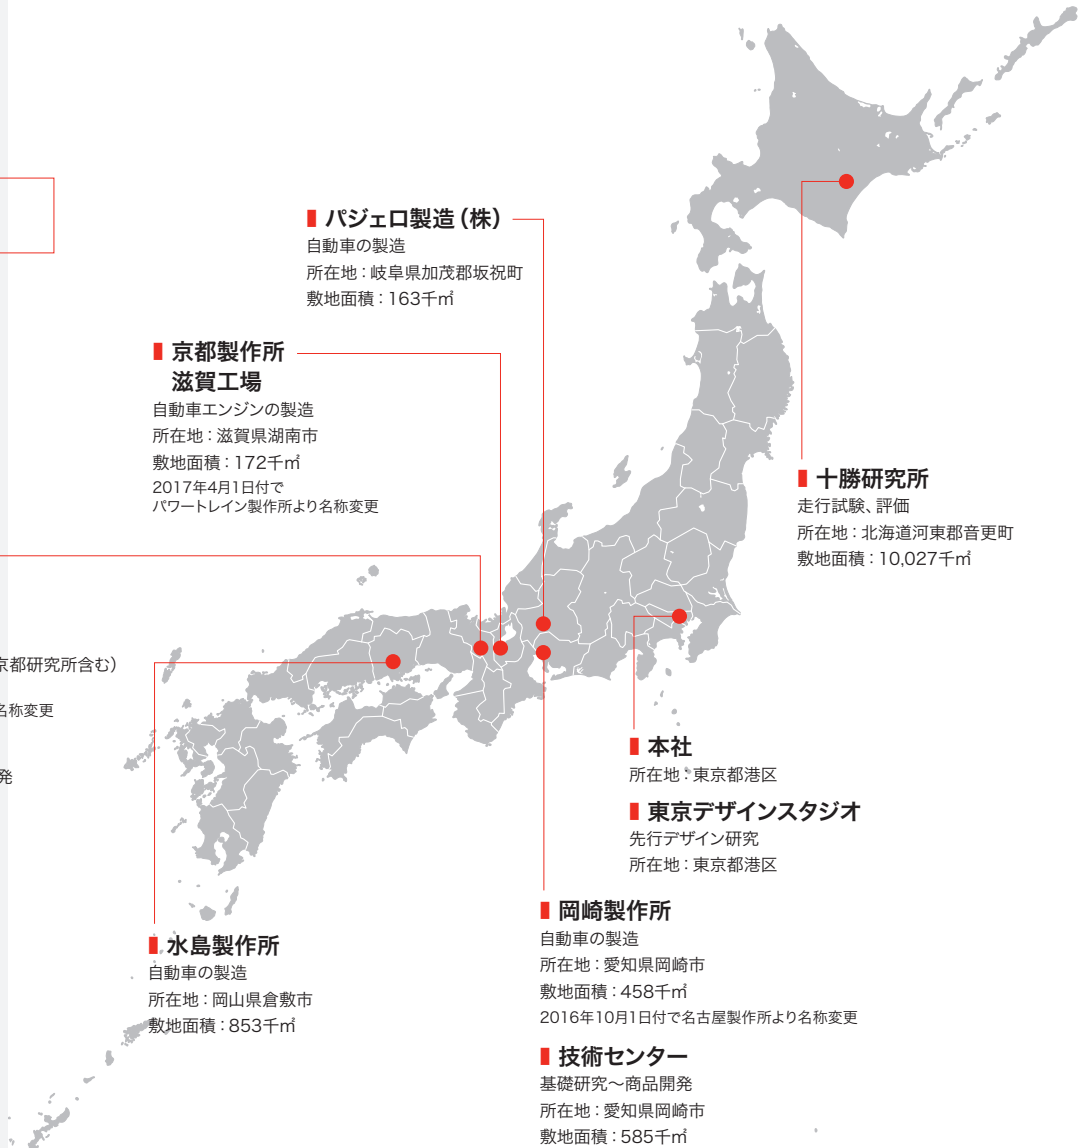 パジェロ製造（株）
自動車の製造
所在地：岐阜県加茂郡坂祝町
敷地面積：163千㎡
京都製作所
滋賀工場
自動車エンジンの製造
所在地：滋賀県湖南市
敷地面積：172千㎡
2017年4月1日付で
パワートレイン製作所より名称変更
十勝研究所
走行試験、評価
所在地：北海道河東郡音更町
敷地面積：10,027千㎡
京都研究所含む）
名称変更
発
本社
所在地：東京都港区
東京デザインスタジオ
先行デザイン研究
所在地：東京都港区
水島製作所
自動車の製造
所在地：岡山県倉敷市
敷地面積：853千㎡
岡崎製作所
自動車の製造
所在地：愛知県岡崎市
敷地面積：458千㎡
2016年10月1日付で名古屋製作所より名称変更
技術センター
基礎研究～商品開発
所在地：愛知県岡崎市
敷地面積：585千㎡